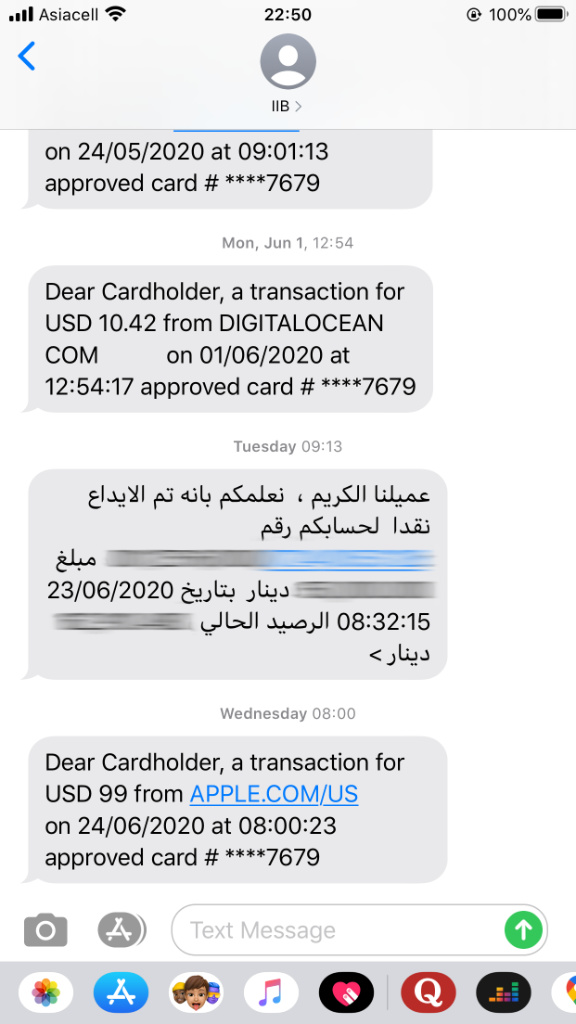 Asiacell
22:50
100%
IIB
on 24/05/2020 at 09:01:13
approved card # ****7679
Mon, Jun 1, 12:54
Dear Cardholder, a transaction for
USD 10.42 from DIGITALOCEAN
COM on 01/06/2020 at
12:54:17 approved card # ****7679
Tuesday 09:13
عميلنا الكريم ، نعلمكم بانه تم الايداع
نقدا لحسابكم رقم
مبلغ
دينار بتاريخ 23/06/2020
08:32:15 الرصيد الحالي
دينار >
Wednesday 08:00
Dear Cardholder, a transaction for
USD 99 from APPLE.COM/US
on 24/06/2020 at 08:00:23
approved card # ****7679
Text Message